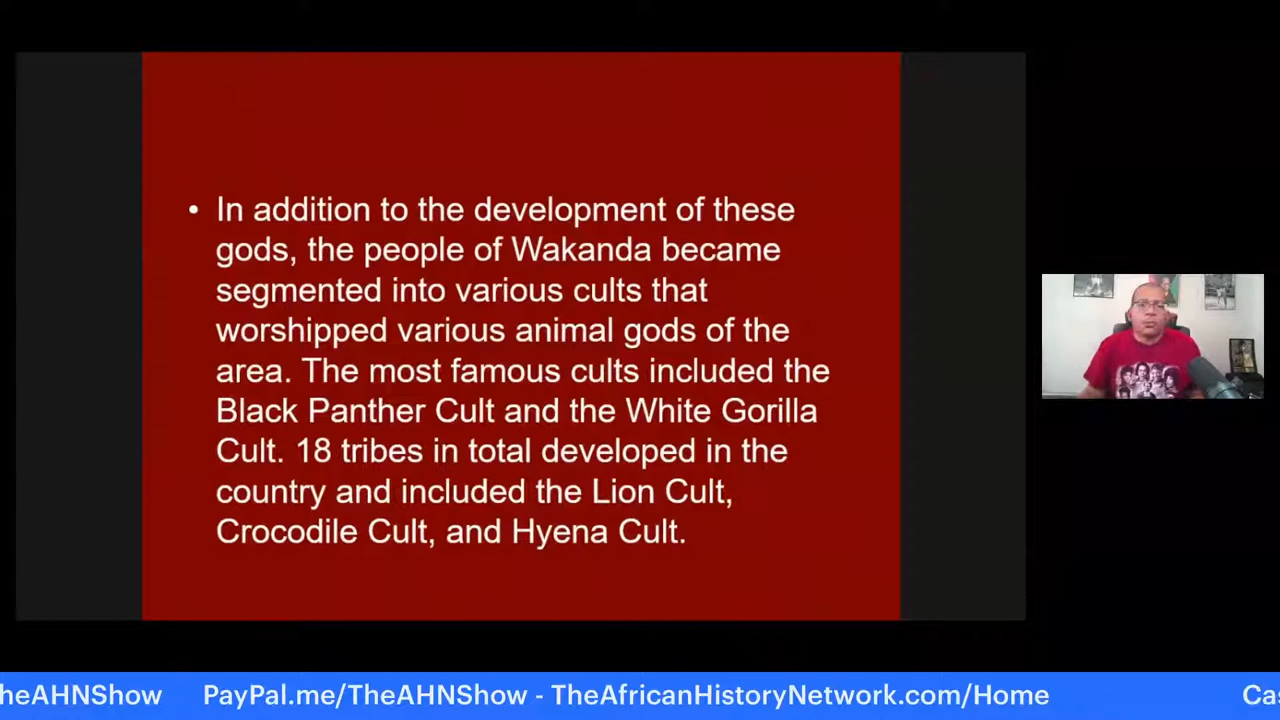 • In addition to the development of these
gods, the people of Wakanda became
segmented into various cults that
worshipped various animal gods of the
area. The most famous cults included the
Black Panther Cult and the White Gorilla
Cult. 18 tribes in total developed in the
country and included the Lion Cult,
Crocodile Cult, and Hyena Cult.
heAHNShow PayPal.me/TheAHNShow - TheAfricanHistoryNetwork.com/Home Cas